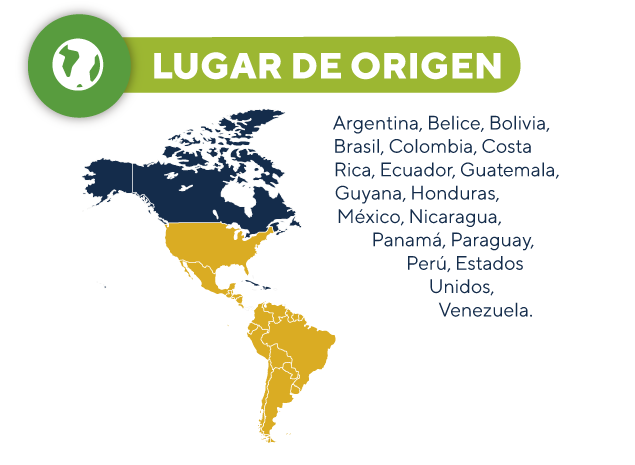 LUGAR DE ORIGEN
Argentina, Belice, Bolivia,
Brasil, Colombia, Costa
Rica, Ecuador, Guatemala,
Guyana, Honduras,
México, Nicaragua,
Panamá, Paraguay,
Perú, Estados
Unidos,
Venezuela.